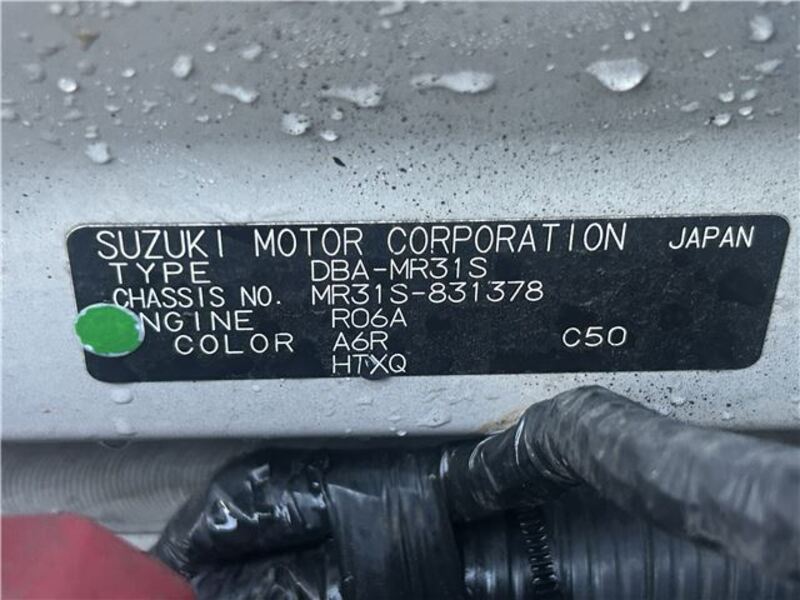 SUZUKI MOTOR CORPORATION JAPAN
TYPE DBA-MR31S
CHASSIS NO. MR31S-831378
NGINE R06A
COLOR A6R C50
HTXQ